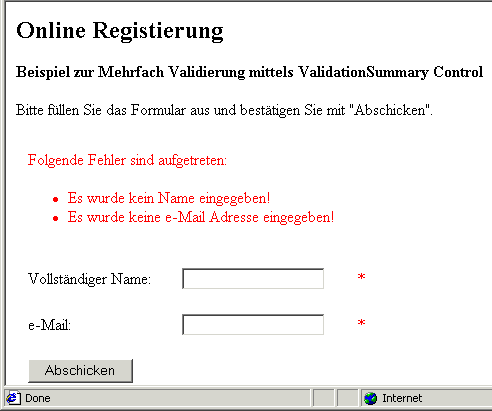 Online Registierung
Beispiel zur Mehrfach Validierung mittels ValidationSummary Control
Bitte füllen Sie das Formular aus und bestätigen Sie mit "Abschicken".
Folgende Fehler sind aufgetreten:
• Es wurde kein Name eingegeben!
• Es wurde keine e-Mail Adresse eingegeben!
Vollständiger Name: *
e-Mail: *
Abschicken
Done Internet